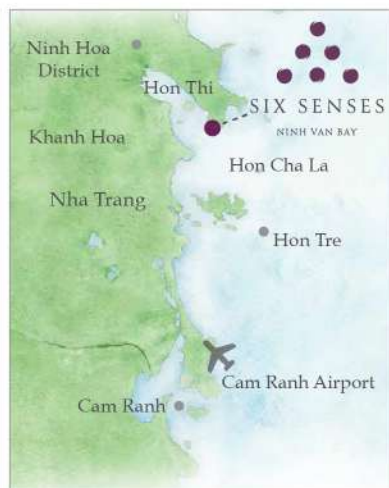 Ninh Hoa
District
Hon Thi
SIX SENSES
NINH VAN BAY
Khanh Hoa
Hon Cha La
Nha Trang
Hon Tre
Cam Ranh Airport
Cam Ranh